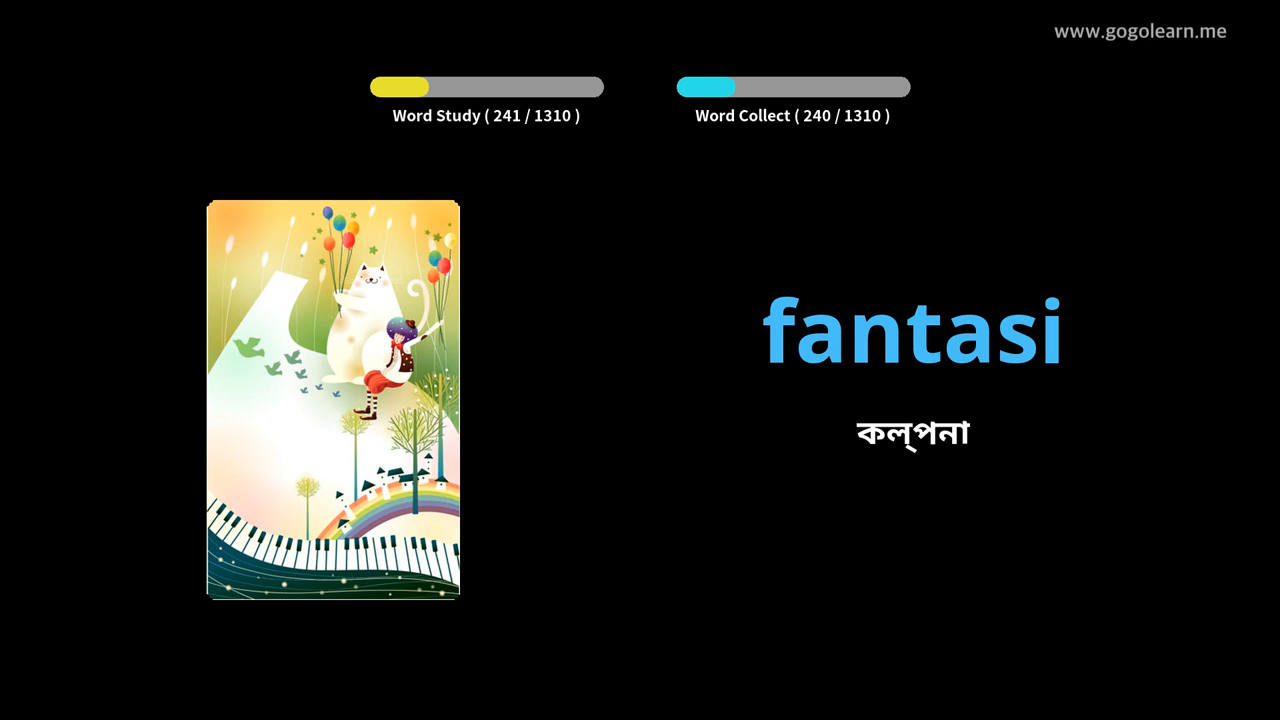 www.gogolearn.me
Word Study ( 241 / 1310 )
Word Collect ( 240 / 1310 )
fantasi
কল্পনা